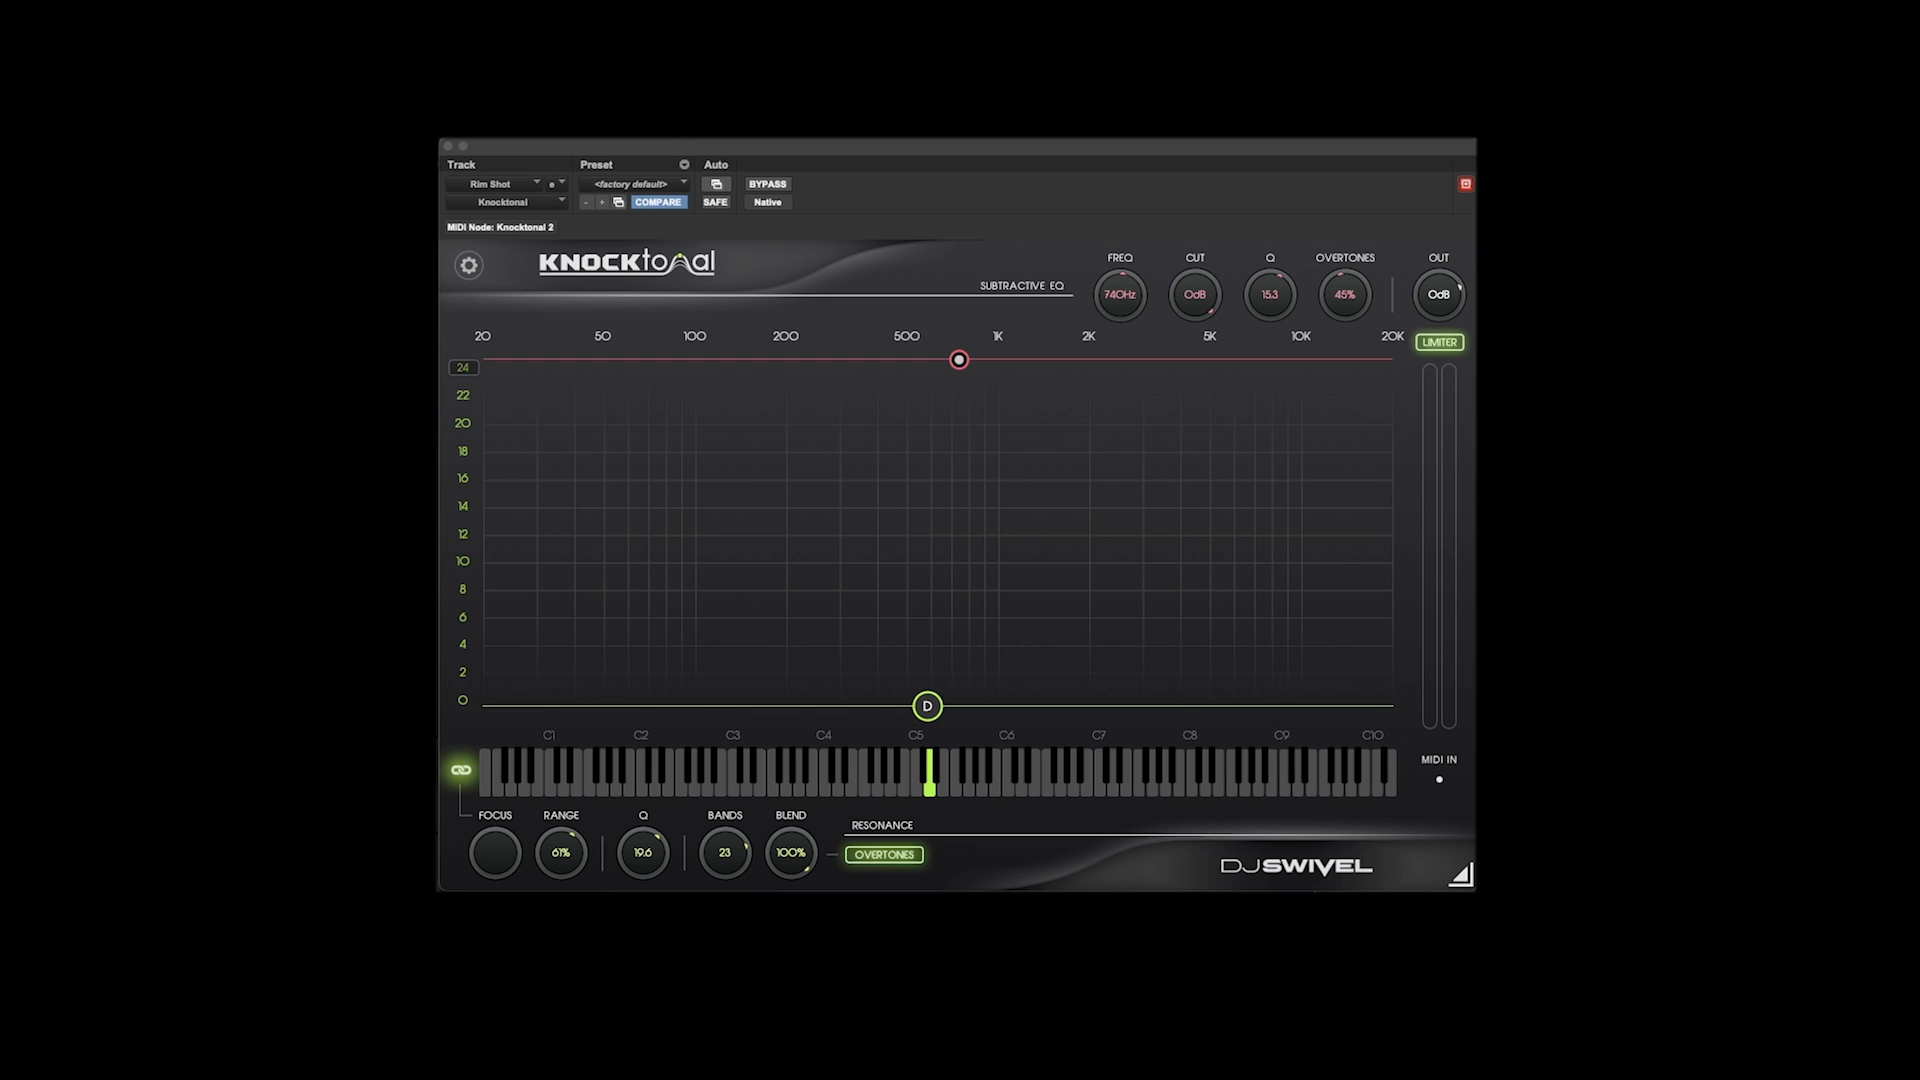 Track Preset Auto
Rim Shot e <factory default> BYPASS
Knocktonal - + COMPARE SAFE Native
MIDI Node: Knocktonal 2
KNOCKtonal
FREQ CUT Q OVERTONES OUT
SUBTRACTIVE EQ
740Hz 0dB 15.3 45% 0dB
20 50 100 200 500 1K 2K 5K 10K 20K
LIMITER
24
22
20
18
16
14
12
10
8
6
4
2
0
D
C1 C2 C3 C4 C5 C6 C7 C8 C9 C10
MIDI IN
FOCUS RANGE Q BANDS BLEND
RESONANCE
61% 19.6 23 100%
OVERTONES
DJSWIVEL